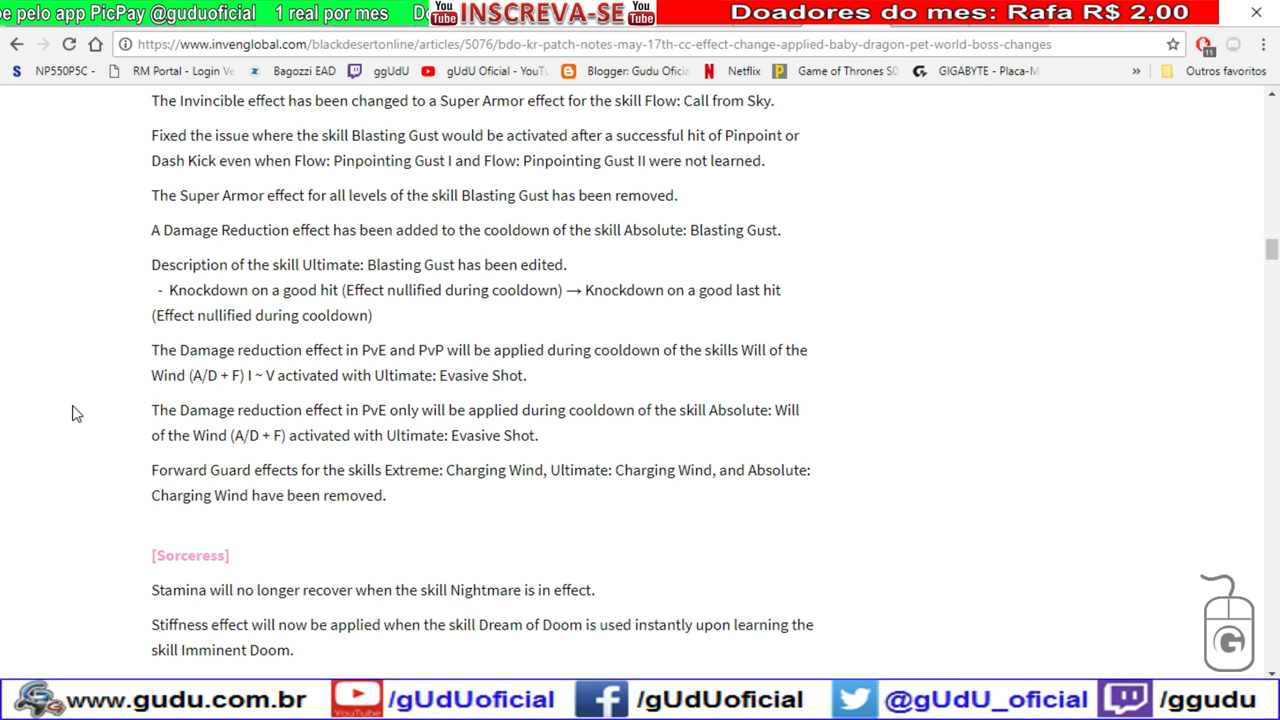 oe pelo app PicPay @guduoficial 1 real por mes
You Tube INSCREVA-SE You Tube
Doadores do mes: Rafa R$ 2,00
https://www.invenglobal.com/blackdesertonline/articles/5076/bdo-kr-patch-notes-may-17th-cc-effect-change-applied-baby-dragon-pet-world-boss-changes
11
NP550P5C - RM Portal - Login Ve Bagozzi EAD ggUdU gUdU Oficial - YouTu Blogger: Gudu Oficia Netflix Game of Thrones S0 GIGABYTE - Placa-M » Outros favoritos
The Invincible effect has been changed to a Super Armor effect for the skill Flow: Call from Sky.
Fixed the issue where the skill Blasting Gust would be activated after a successful hit of Pinpoint or
Dash Kick even when Flow: Pinpointing Gust I and Flow: Pinpointing Gust II were not learned.
The Super Armor effect for all levels of the skill Blasting Gust has been removed.
A Damage Reduction effect has been added to the cooldown of the skill Absolute: Blasting Gust.
Description of the skill Ultimate: Blasting Gust has been edited.
- Knockdown on a good hit (Effect nullified during cooldown) → Knockdown on a good last hit
(Effect nullified during cooldown)
The Damage reduction effect in PvE and PvP will be applied during cooldown of the skills Will of the
Wind (A/D + F) I ~ V activated with Ultimate: Evasive Shot.
The Damage reduction effect in PvE only will be applied during cooldown of the skill Absolute: Will
of the Wind (A/D + F) activated with Ultimate: Evasive Shot.
Forward Guard effects for the skills Extreme: Charging Wind, Ultimate: Charging Wind, and Absolute:
Charging Wind have been removed.
[Sorceress]
Stamina will no longer recover when the skill Nightmare is in effect.
Stiffness effect will now be applied when the skill Dream of Doom is used instantly upon learning the
skill Imminent Doom.
www.gudu.com.br YouTube /gUdUoficial /gUdUoficial @gUdU_oficial /ggudu